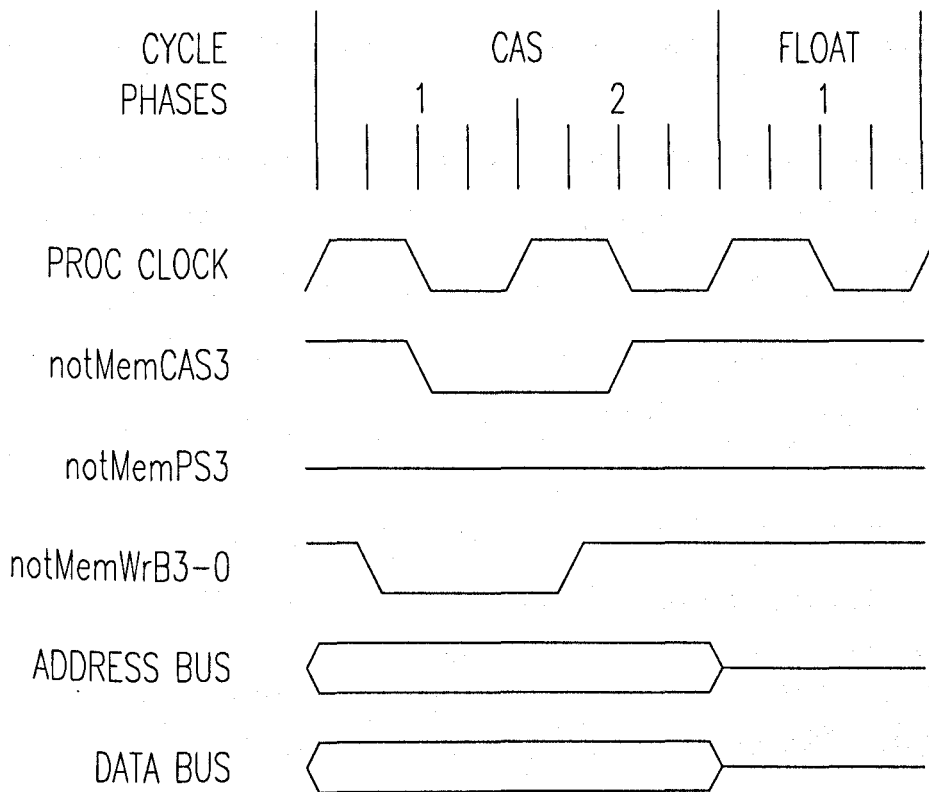 CYCLE CAS FLOAT
PHASES 1 2 1
PROC CLOCK
notMemCAS3
notMemPS3
notMemWrB3-0
ADDRESS BUS
DATA BUS